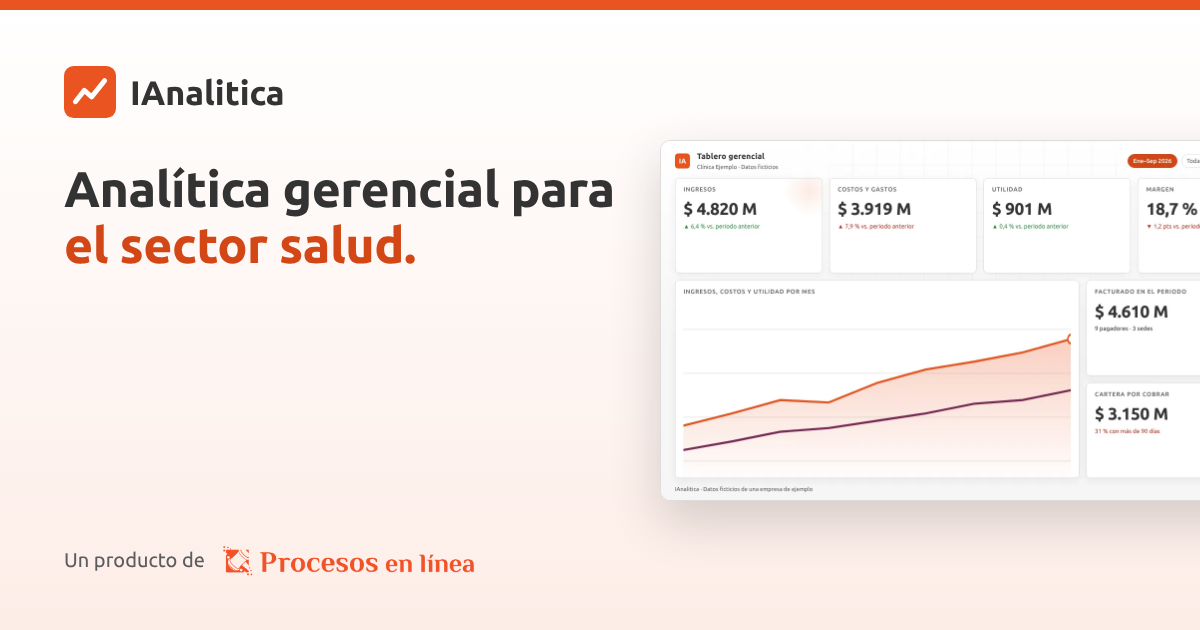 IAnalitica
Analítica gerencial para
el sector salud.
IA
Tablero gerencial
Clínica Ejemplo · Datos ficticios
Ene–Sep 2026
INGRESOS
$ 4.820 M
▲ 6,4 % vs. periodo anterior
COSTOS Y GASTOS
$ 3.919 M
▲ 7,9 % vs. periodo anterior
UTILIDAD
$ 901 M
▲ 0,4 % vs. periodo anterior
MARGEN
18,7 %
▼ 1,2 pts vs.
INGRESOS, COSTOS Y UTILIDAD POR MES
FACTURADO EN EL PERIODO
$ 4.610 M
9 pagadores · 3 sedes
CARTERA POR COBRAR
$ 3.150 M
31 % con más de 90 días
IAnalitica · Datos ficticios de una empresa de ejemplo
Un producto de
Procesos en línea